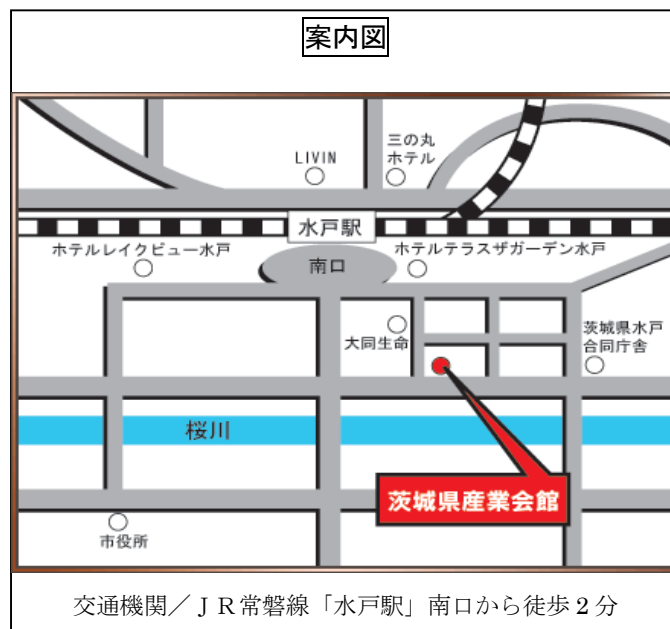 案内図
LIVIN
三の丸
ホテル
水戸駅
ホテルレイクビュー水戸
南口
ホテルテラスザガーデン水戸
大同生命
茨城県水戸
合同庁舎
桜川
茨城県産業会館
市役所
交通機関／ＪＲ常磐線「水戸駅」南口から徒歩２分